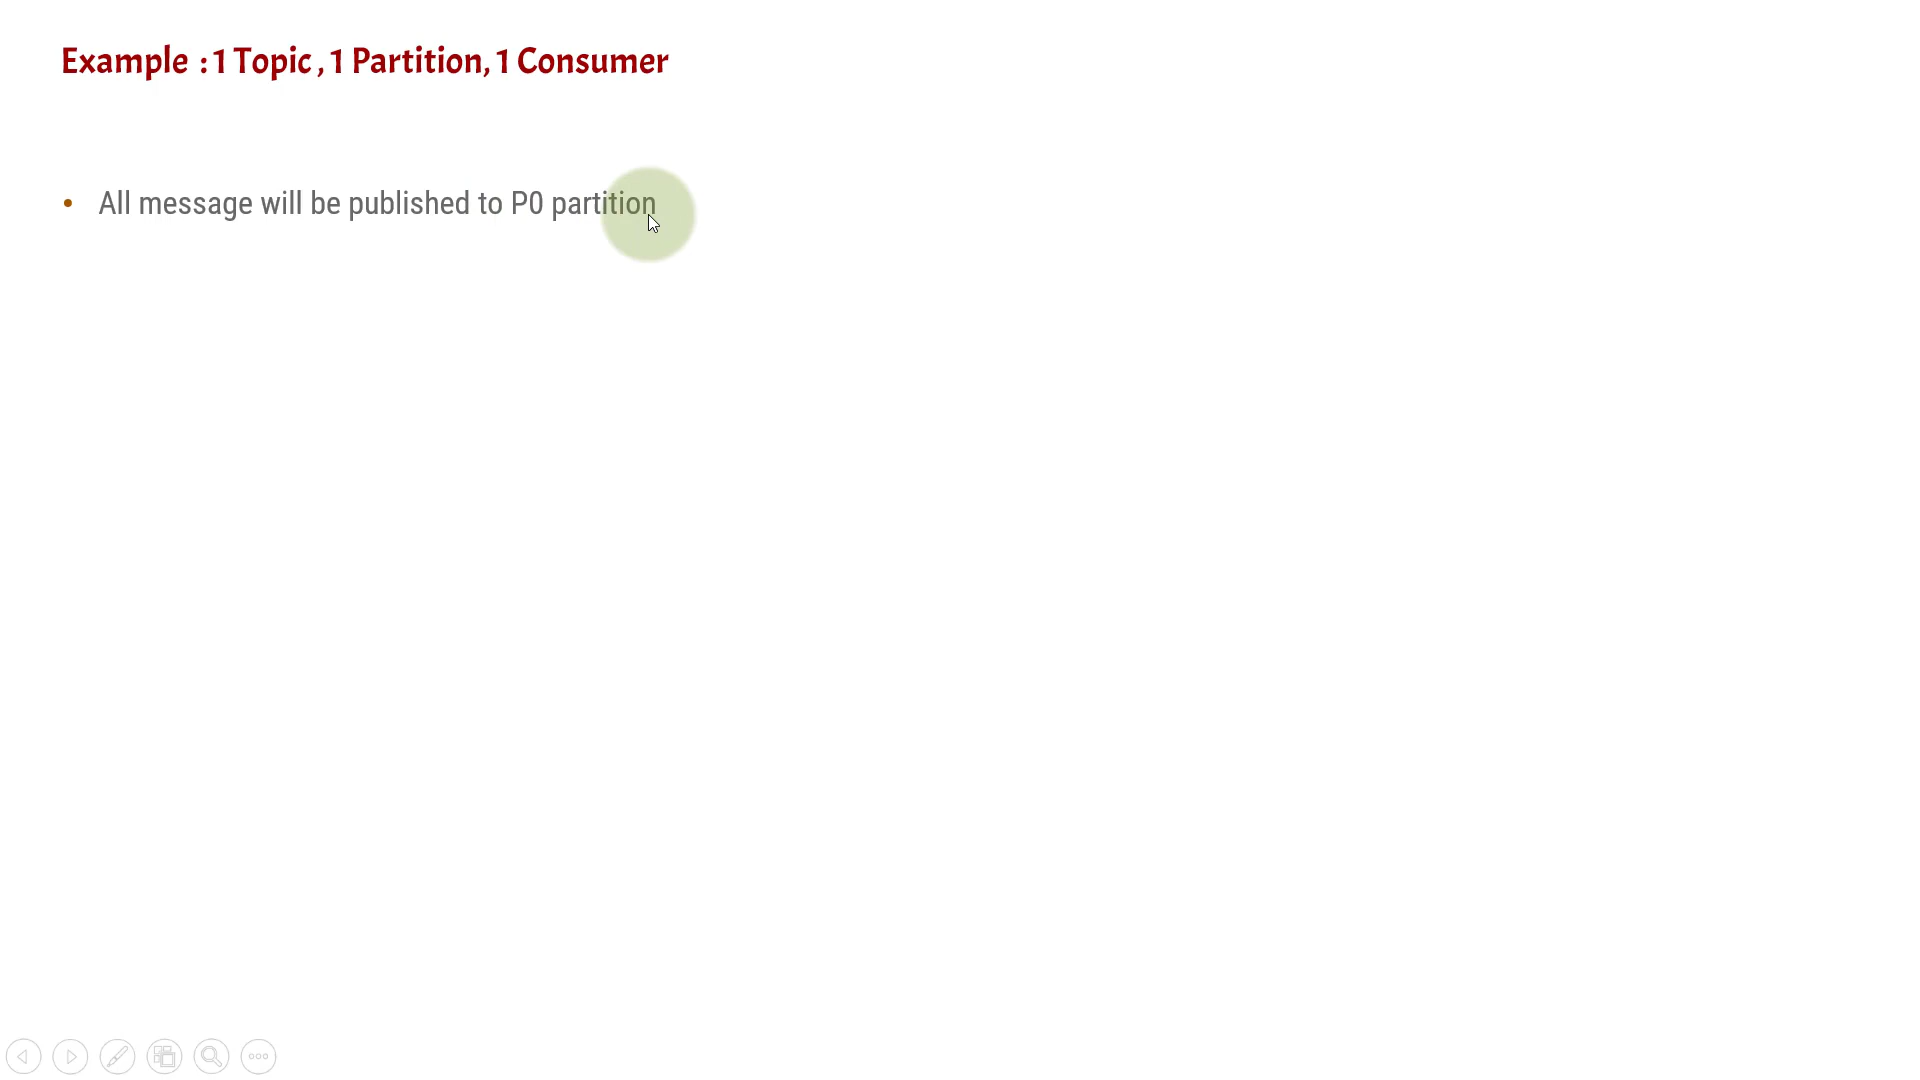 Example : 1 Topic , 1 Partition, 1 Consumer
• All message will be published to P0 partition